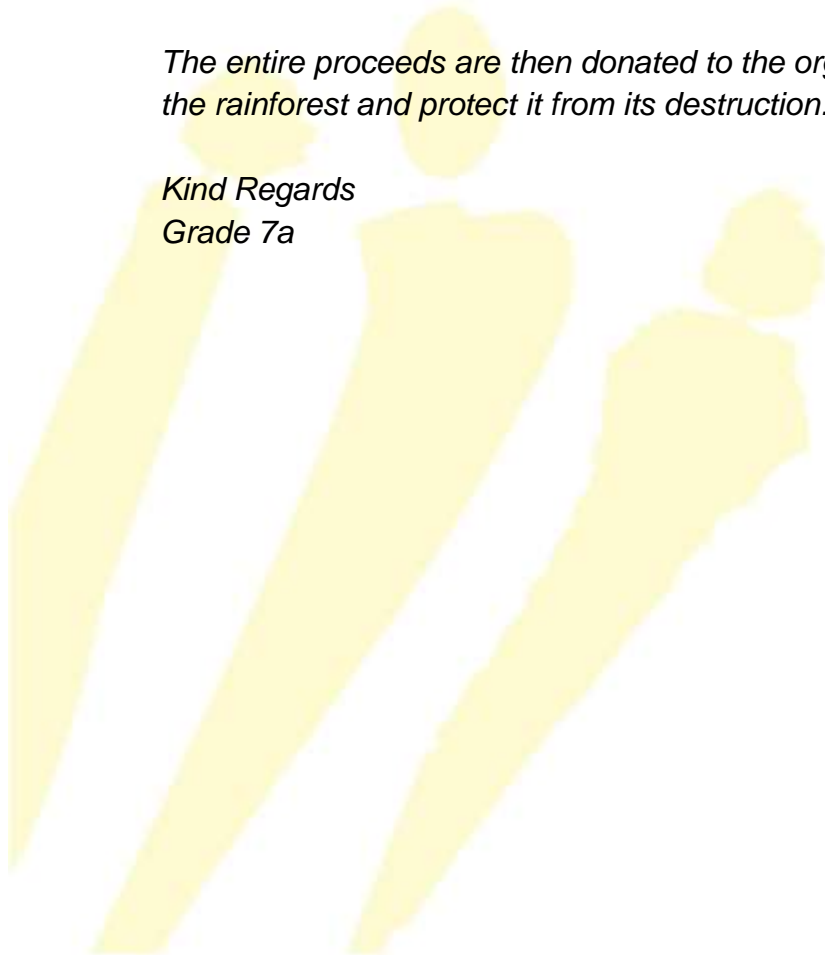 The entire proceeds are then donated to the
the rainforest and protect it from its destruction.
Kind Regards
Grade 7a